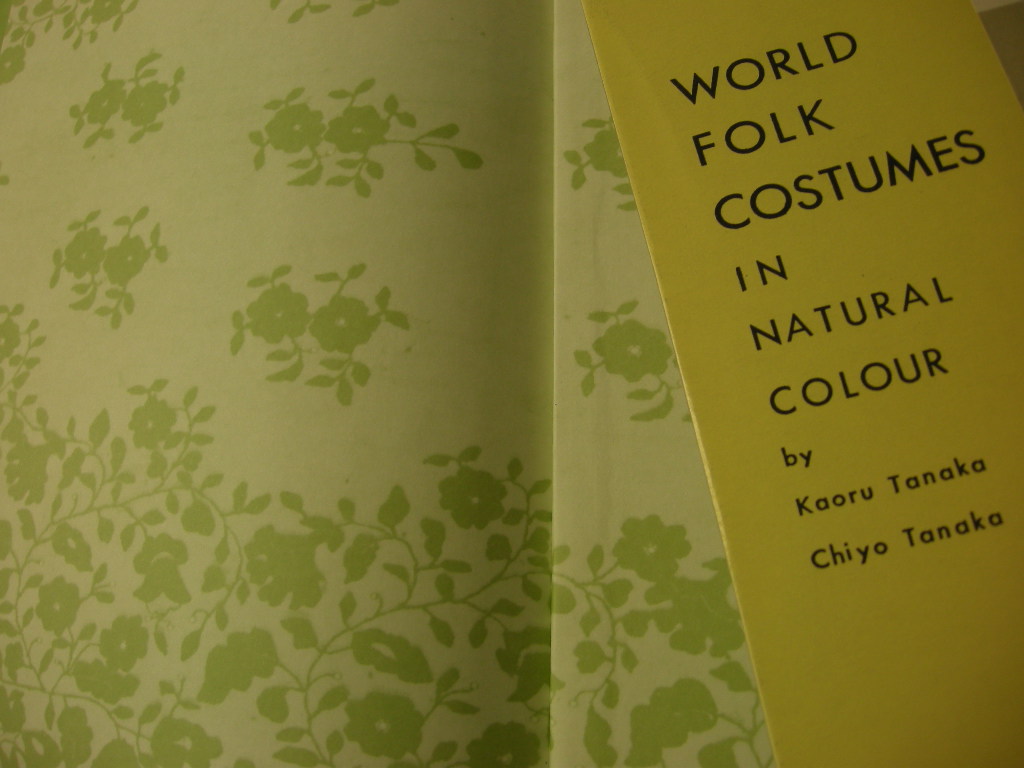 WORLD
FOLK
COSTUMES
IN
NATURAL
COLOUR
by
Kaoru Tanaka
Chiyo Tanaka